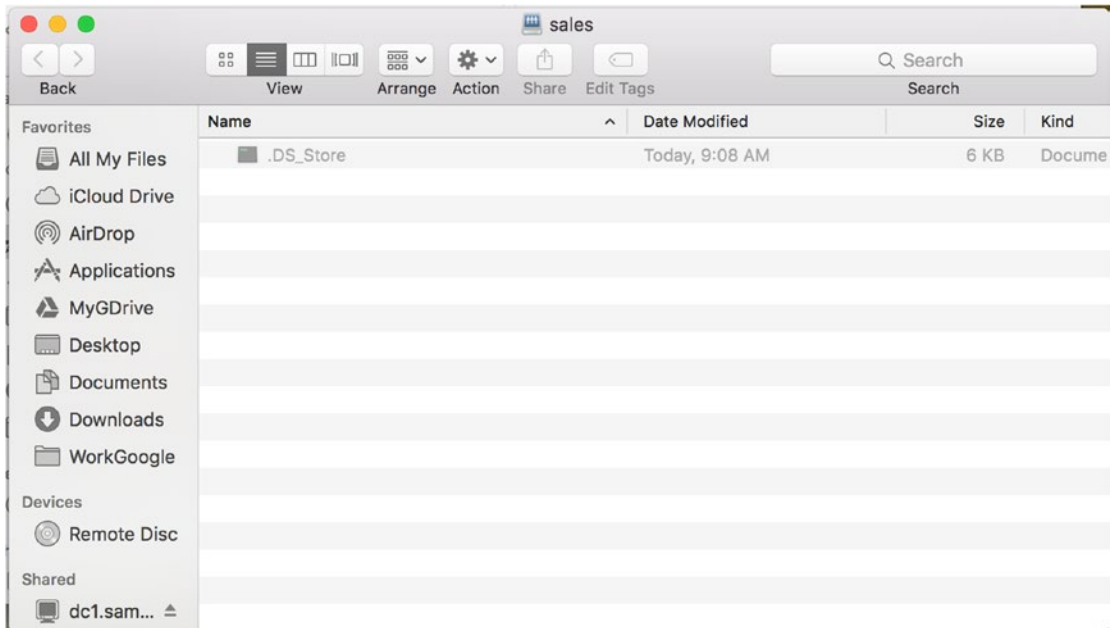 sales
Back View Arrange Action Share Edit Tags Search
Search
Favorites
All My Files
iCloud Drive
AirDrop
Applications
MyGDrive
Desktop
Documents
Downloads
WorkGoogle
Devices
Remote Disc
Shared
dc1.sam...
Name Date Modified Size Kind
.DS_Store Today, 9:08 AM 6 KB Docume